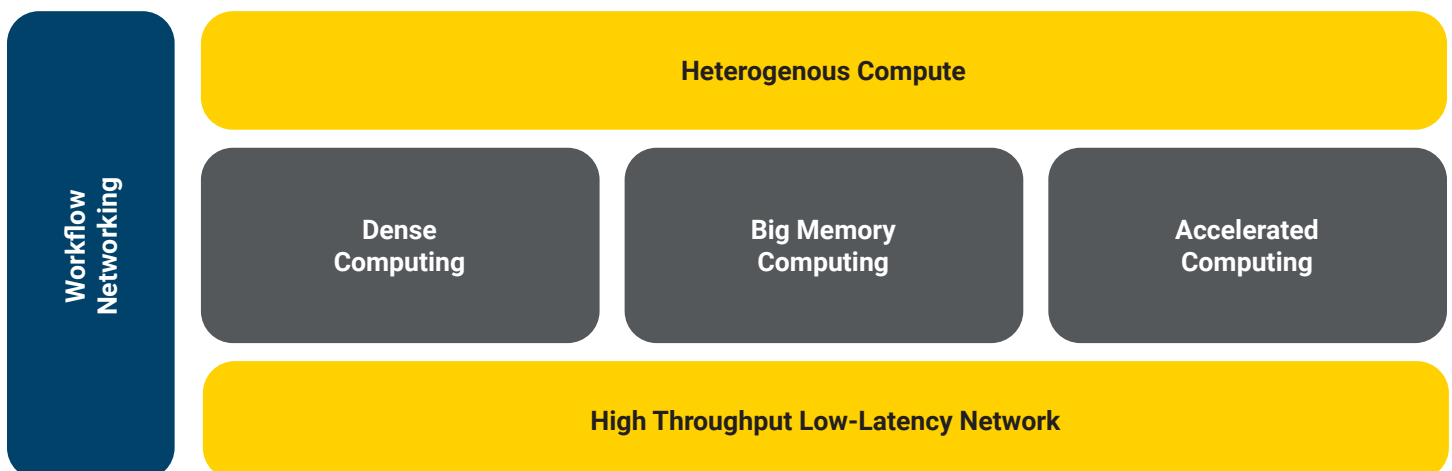 Workflow
Networking
Heterogenous Compute
Dense
Computing
Big Memory
Computing
Accelerated
Computing
High Throughput Low-Latency Network